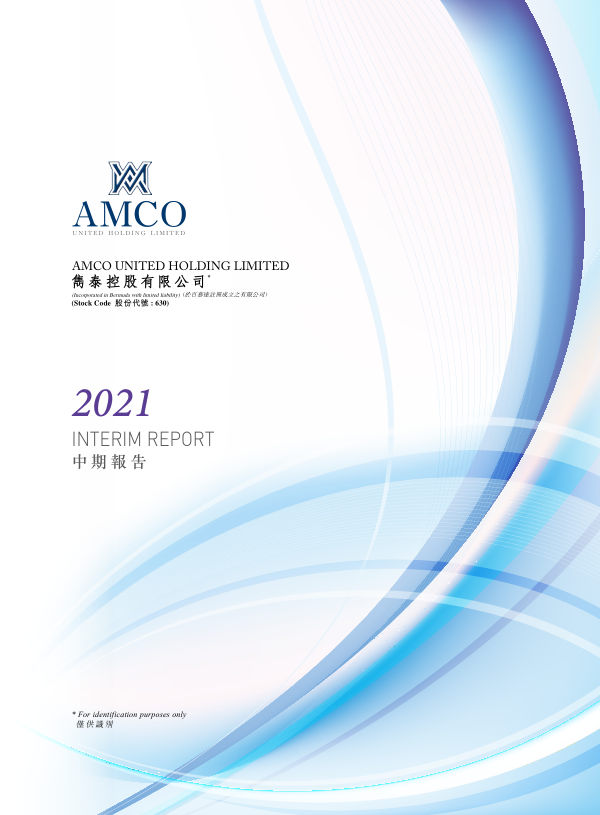 AMCO
UNITED HOLDING LIMITED
AMCO UNITED HOLDING LIMITED
雋泰控股有限公司*
(Incorporated in Bermuda with limited liability)（於百慕達註冊成立之有限公司）
(Stock Code 股份代號 : 630)
2021
INTERIM REPORT
中期報告
* For identification purposes only
僅供識別